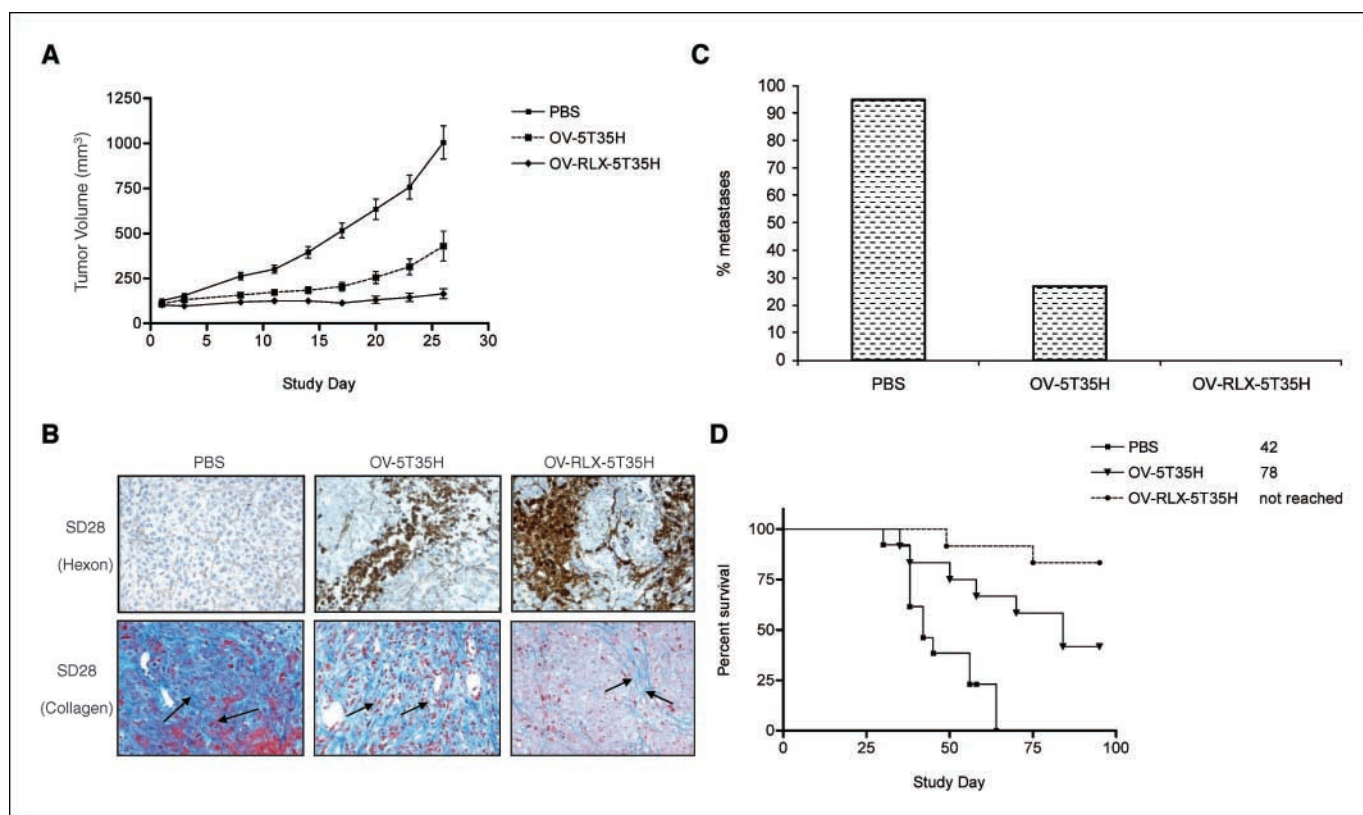 A
1250
1000
750
500
250
0
Tumor Volume (mm³)
0 5 10 15 20 25 30
Study Day
PBS
OV-5T35H
OV-RLX-5T35H
B
PBS OV-5T35H OV-RLX-5T35H
SD28
(Hexon)
SD28
(Collagen)
C
100
90
80
70
60
50
40
30
20
10
0
% metastases
PBS OV-5T35H OV-RLX-5T35H
D
PBS 42
OV-5T35H 78
OV-RLX-5T35H not reached
100
75
50
25
0
Percent survival
0 25 50 75 100
Study Day